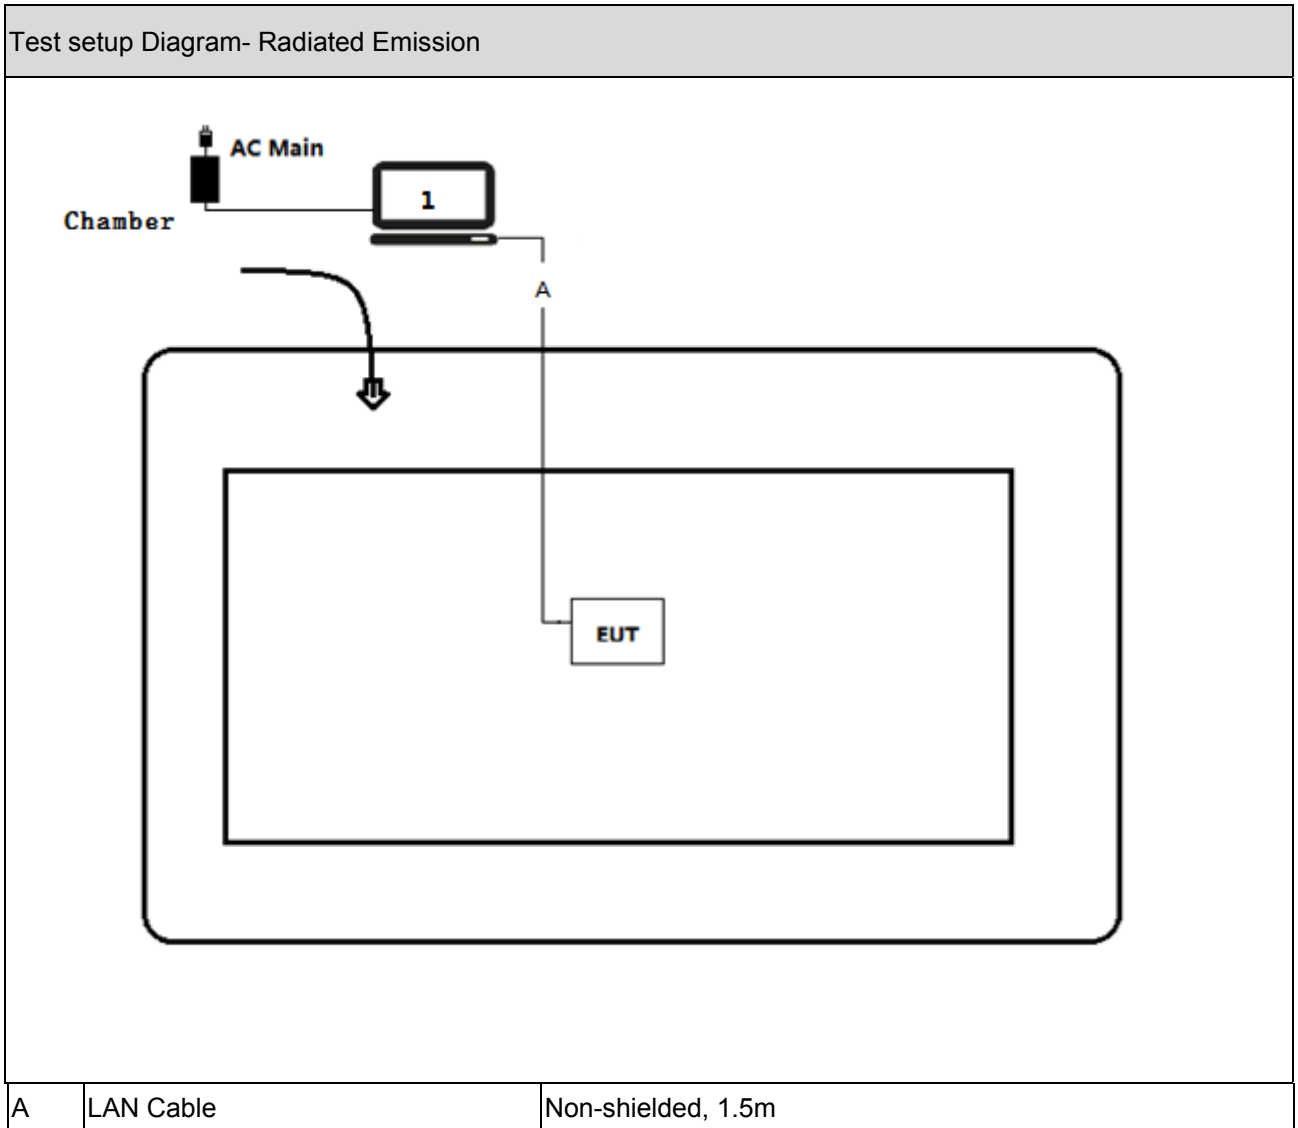 Test setup Diagram- Radiated Emission
AC Main
1
Chamber
A
EUT
A LAN Cable Non-shielded, 1.5m